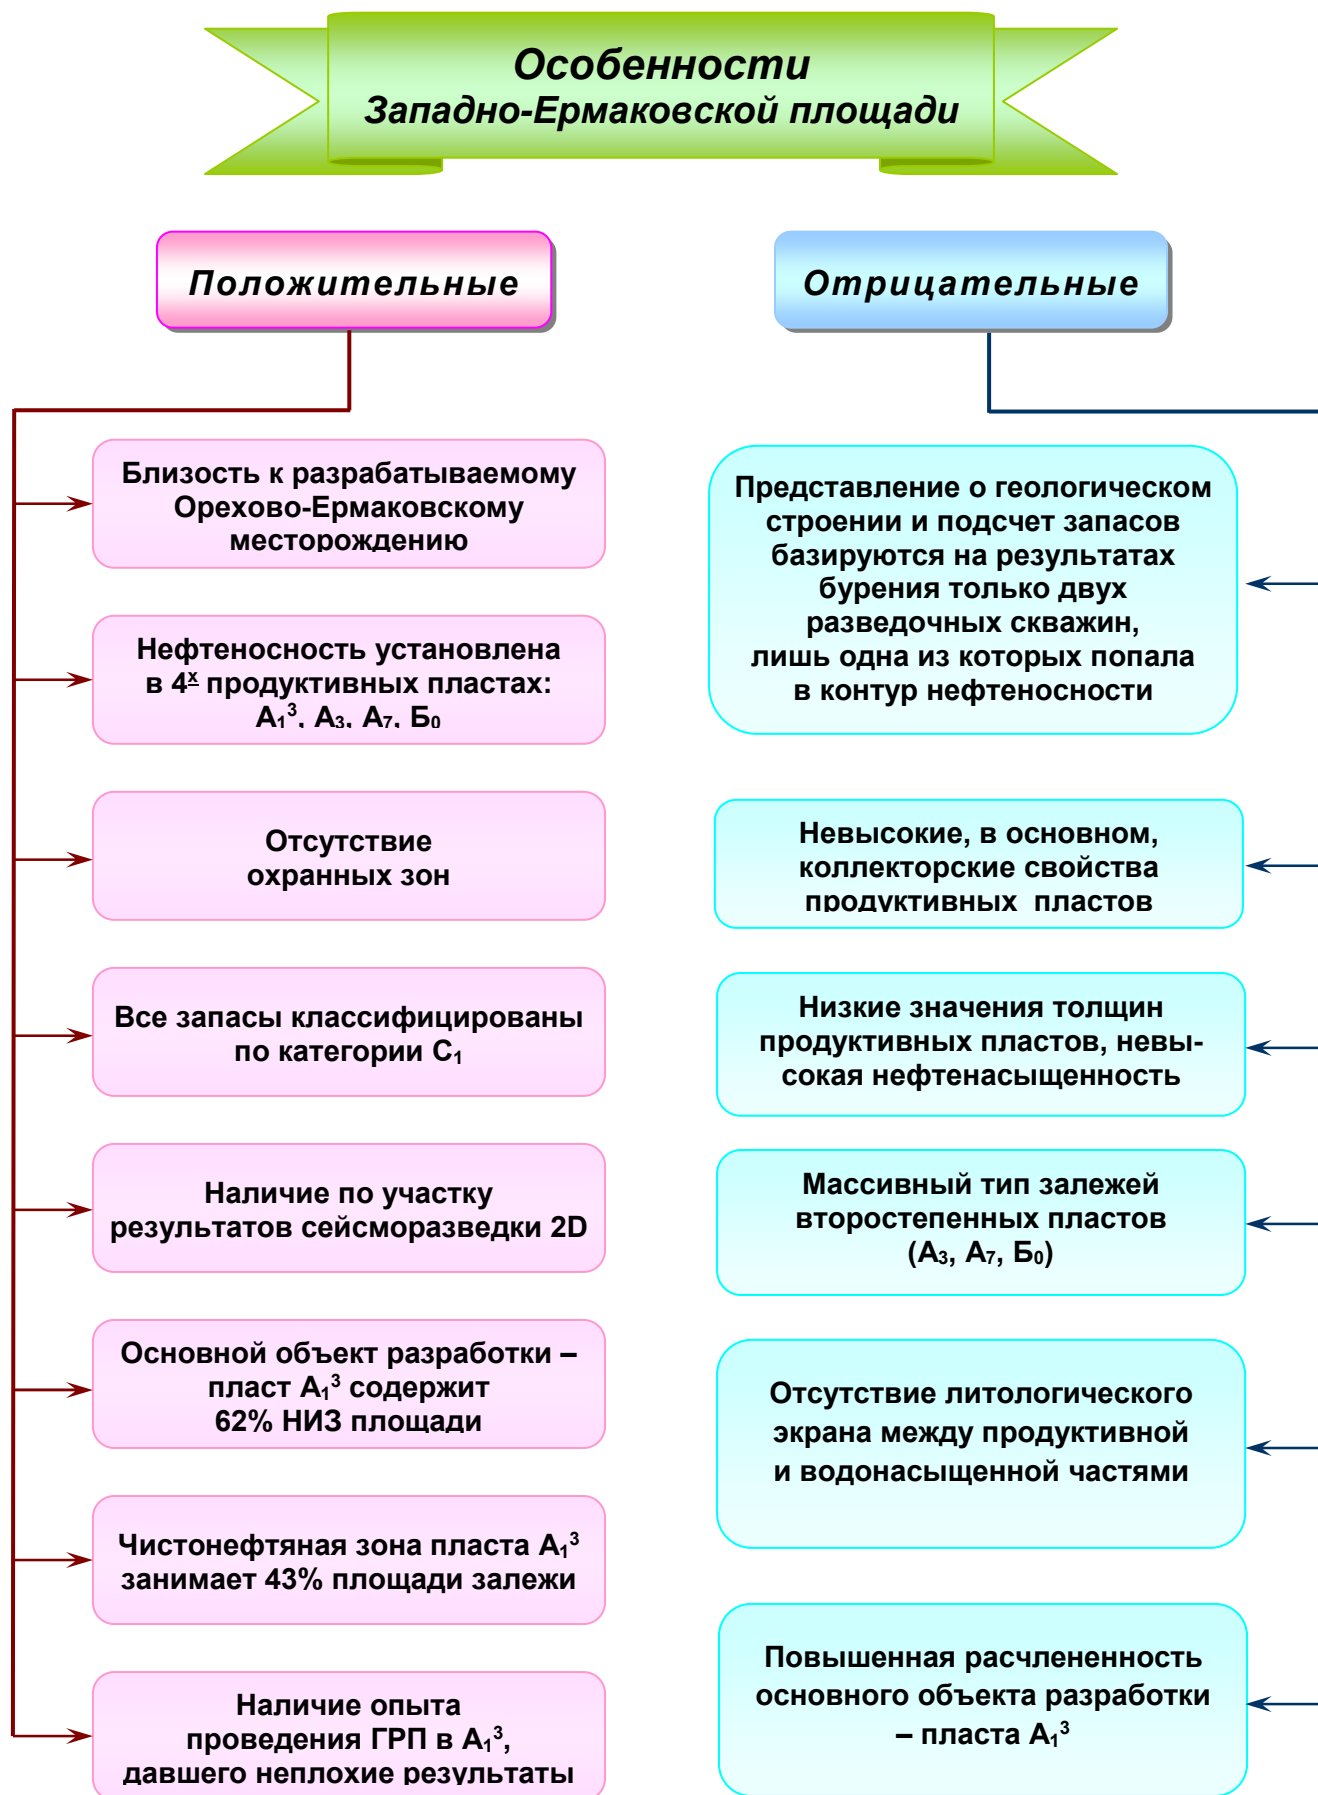 Особенности
Западно-Ермаковской площади
Положительные
Близость к разрабатываемому
Орехово-Ермаковскому
месторождению
Нефтеносность установлена
в 4х продуктивных пластах:
А₁³, А₃, А₇, Б₀
Отсутствие
охранных зон
Все запасы классифицированы
по категории С₁
Наличие по участку
результатов сейсморазведки 2D
Основной объект разработки –
пласт А₁³ содержит
62% НИЗ площади
Чистонефтяная зона пласта А₁³
занимает 43% площади залежи
Наличие опыта
проведения ГРП в А₁³,
давшего неплохие результаты
Отрицательные
Представление о геологическом
строении и подсчет запасов
базируются на результатах
бурения только двух
разведочных скважин,
лишь одна из которых попала
в контур нефтеносности
Невысокие, в основном,
коллекторские свойства
продуктивных пластов
Низкие значения толщин
продуктивных пластов, невы-
сокая нефтенасыщенность
Массивный тип залежей
второстепенных пластов
(А₃, А₇, Б₀)
Отсутствие литологического
экрана между продуктивной
и водонасыщенной частями
Повышенная расчлененность
основного объекта разработки
– пласта А₁³